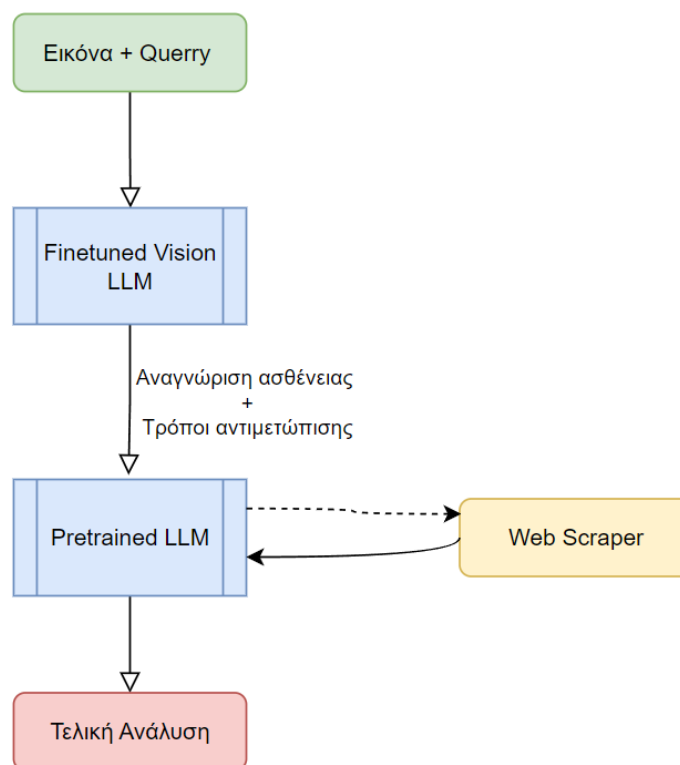 Εικόνα + Querry
Finetuned Vision
LLM
Αναγνώριση ασθένειας
+
Τρόποι αντιμετώπισης
Pretrained LLM
Web Scraper
Τελική Ανάλυση